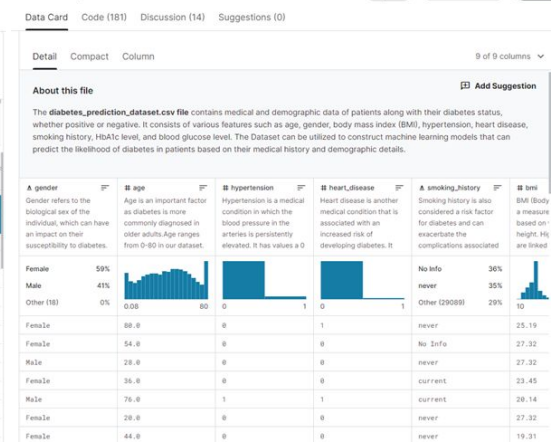 Data Card Code (181) Discussion (14) Suggestions (0)
Detail Compact Column 9 of 9 columns
About this file
Add Suggestion
The diabetes_prediction_dataset.csv file contains medical and demographic data of patients along with their diabetes status,
whether positive or negative. It consists of various features such as age, gender, body mass index (BMI), hypertension, heart disease,
smoking history, HbA1c level, and blood glucose level. The Dataset can be utilized to construct machine learning models that can
predict the likelihood of diabetes in patients based on their medical history and demographic details.
gender
Gender refers to the
biological sex of the
individual, which can have
an impact on their
susceptibility to diabetes.
Female 59%
Male 41%
Other (18) 0%
# age
Age is an important factor
as diabetes is more
commonly diagnosed in
older adults.Age ranges
from 0-80 in our dataset.
0.08 80
# hypertension
Hypertension is a medical
condition in which the
blood pressure in the
arteries is persistently
elevated. It has values a 0
0 1
# heart_disease
Heart disease is another
medical condition that is
associated with an
increased risk of
developing diabetes. It
0 1
smoking_history
Smoking history is also
considered a risk factor
for diabetes and can
exacerbate the
complications associated
No Info 36%
never 35%
Other (29089) 29%
# bmi
BMI (Body
a measure
based on
height. Hig
are linked
10
Female 80.0 0 1 never 25.19
Female 54.0 0 0 No Info 27.32
Male 28.0 0 0 never 27.32
Female 36.0 0 0 current 23.45
Male 76.0 1 1 current 20.14
Female 20.0 0 0 never 27.32
Female 44.0 0 0 never 19.31